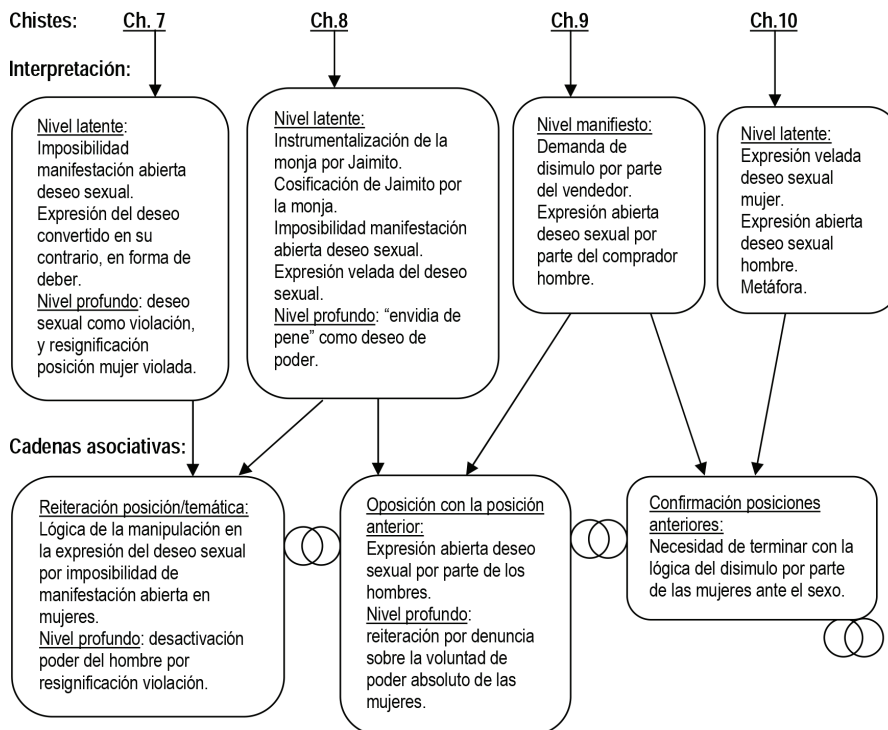 Chistes: Ch. 7 Ch.8 Ch.9 Ch.10
Interpretación:
Nivel latente:
Imposibilidad
manifestación abierta
deseo sexual.
Expresión del deseo
convertido en su
contrario, en forma de
deber.
Nivel profundo: deseo
sexual como violación,
y resignificación
posición mujer violada.
Nivel latente:
Instrumentalización de la
monja por Jaimito.
Cosificación de Jaimito por
la monja.
Imposibilidad manifestación
abierta deseo sexual.
Expresión velada del deseo
sexual.
Nivel profundo: “envidia de
pene” como deseo de
poder.
Nivel manifiesto:
Demanda de
disimulo por parte
del vendedor.
Expresión abierta
deseo sexual por
parte del comprador
hombre.
Nivel latente:
Expresión velada
deseo sexual
mujer.
Expresión abierta
deseo sexual
hombre.
Metáfora.
Cadenas asociativas:
Reiteración posición/temática:
Lógica de la manipulación en
la expresión del deseo sexual
por imposibilidad de
manifestación abierta en
mujeres.
Nivel profundo: desactivación
poder del hombre por
resignificación violación.
Oposición con la posición
anterior:
Expresión abierta deseo
sexual por parte de los
hombres.
Nivel profundo:
reiteración por denuncia
sobre la voluntad de
poder absoluto de las
mujeres.
Confirmación posiciones
anteriores:
Necesidad de terminar con la
lógica del disimulo por parte
de las mujeres ante el sexo.